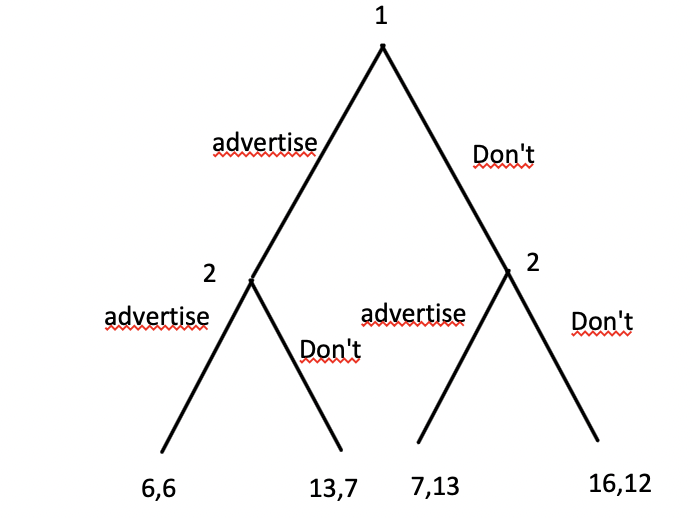 1
advertise
Don't
2
2
advertise
Don't
advertise
Don't
6,6
13,7
7,13
16,12